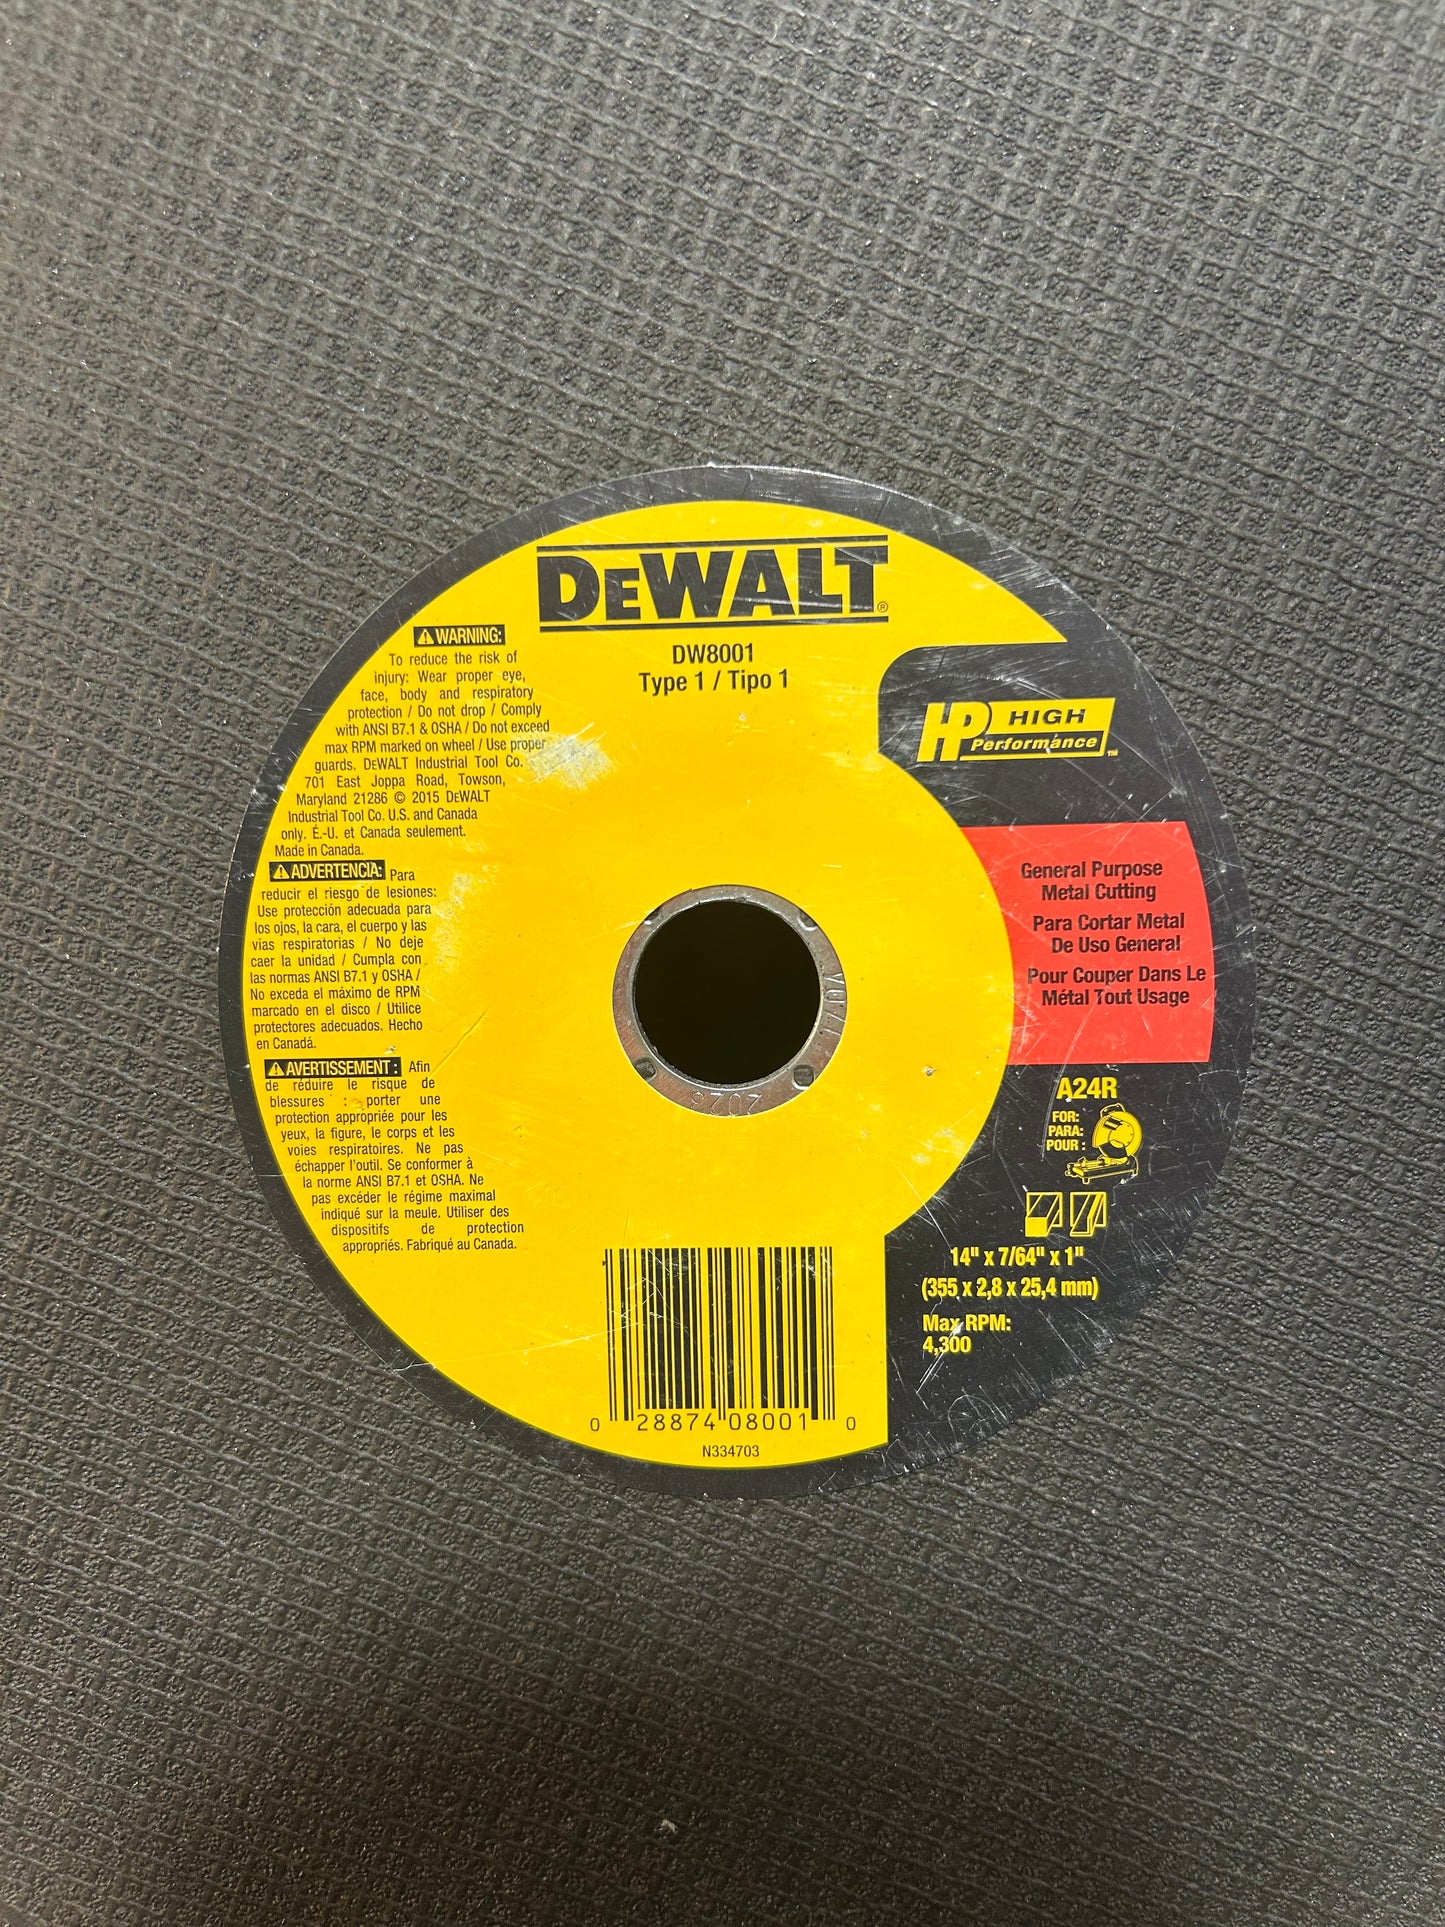 DEWALT®
DW8001
Type 1 / Tipo 1
WARNING:
To reduce the risk of
injury: Wear proper eye,
face, body and respiratory
protection / Do not drop / Comply
with ANSI B7.1 & OSHA / Do not exceed
max RPM marked on wheel / Use proper
guards. DEWALT Industrial Tool Co.
701 East Joppa Road, Towson,
Maryland 21286 © 2015 DEWALT
Industrial Tool Co. U.S. and Canada
only. É.-U. et Canada seulement.
Made in Canada.
ADVERTENCIA: Para
reducir el riesgo de lesiones:
Use protección adecuada para
los ojos, la cara, el cuerpo y las
vias respiratorias / No deje
caer la unidad / Cumpla con
las normas ANSI B7.1 y OSHA /
No exceda el máximo de RPM
marcado en el disco / Utilice
protectores adecuados. Hecho
en Canadá.
AVERTISSEMENT : Afin
de réduire le risque de
blessures : porter une
protection appropriée pour les
yeux, la figure, le corps et les
voies respiratoires. Ne pas
échapper l'outil. Se conformer à
la norme ANSI B7.1 et OSHA. Ne
pas excéder le régime maximal
indiqué sur la meule. Utiliser des
dispositifs de protection
appropriés. Fabriqué au Canada.
HP HIGH
Performance™
General Purpose
Metal Cutting
Para Cortar Metal
De Uso General
Pour Couper Dans Le
Métal Tout Usage
A24R
FOR:
PARA:
POUR :
14" x 7/64" x 1"
(355 x 2,8 x 25,4 mm)
Max RPM:
4,300
2023
0 28874 08001 0
N334703